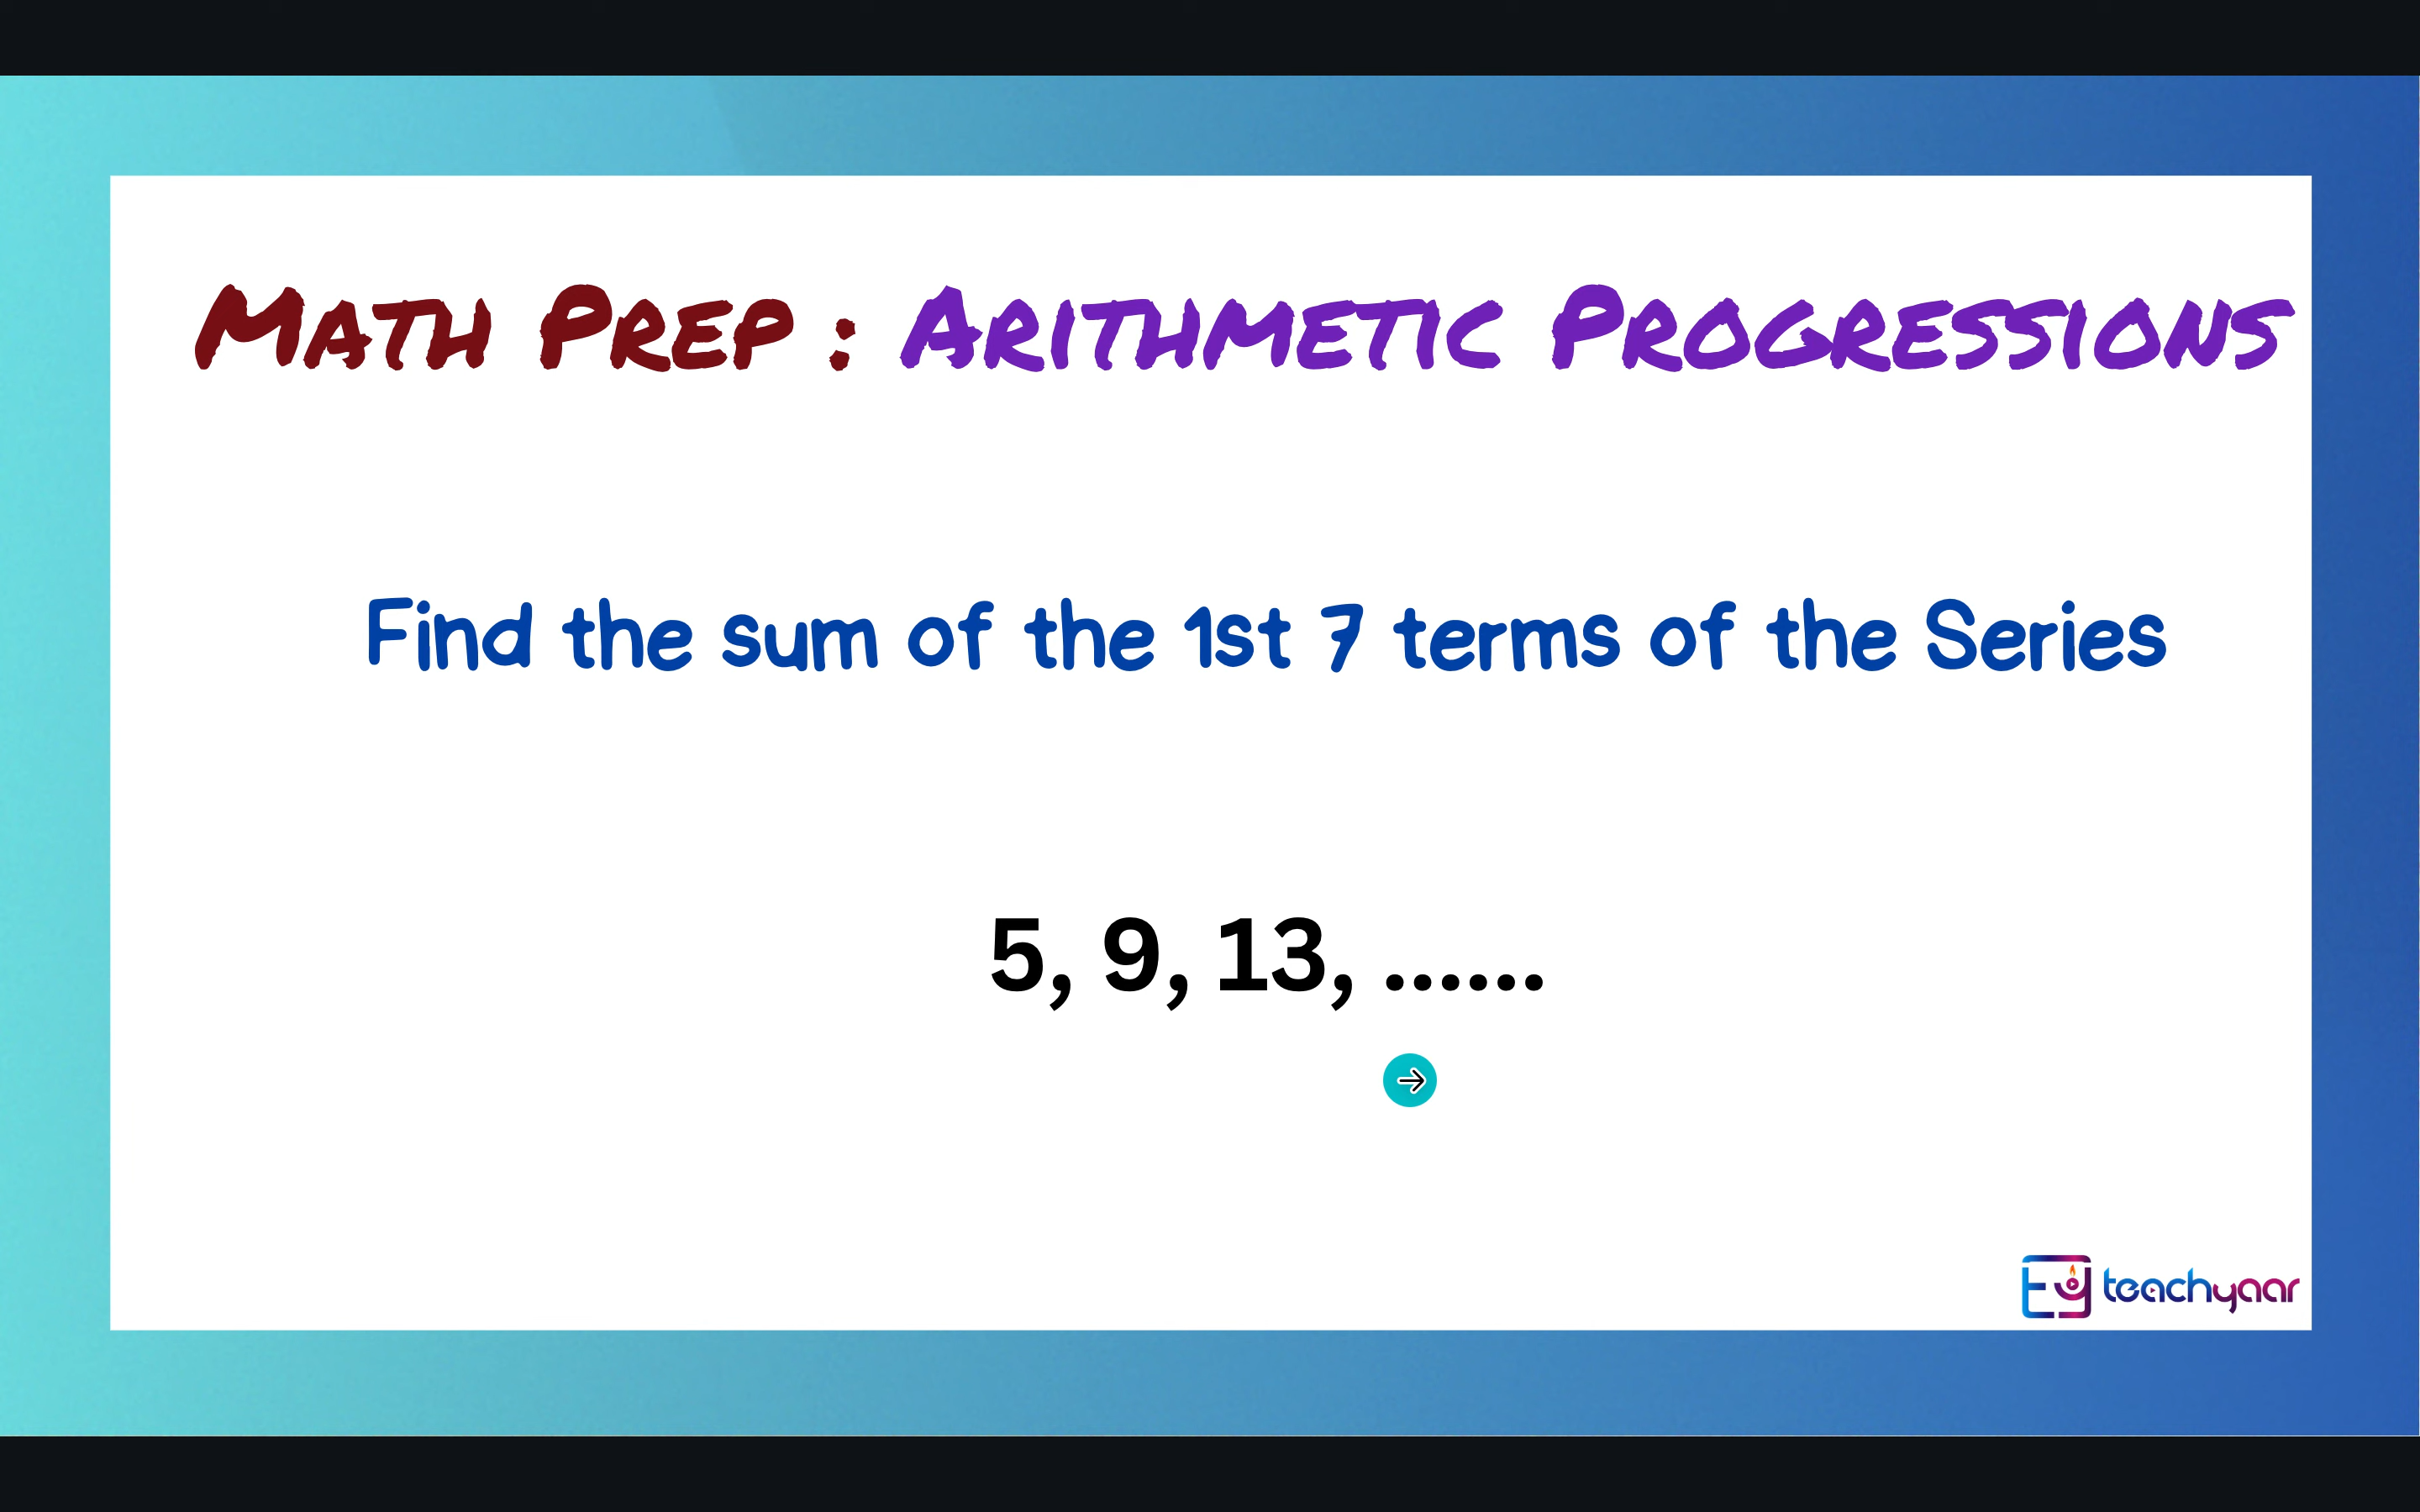 Math Prep : Arithmetic Progressions
Find the sum of the 1st 7 terms of the Series
5, 9, 13, .......
teachyaar